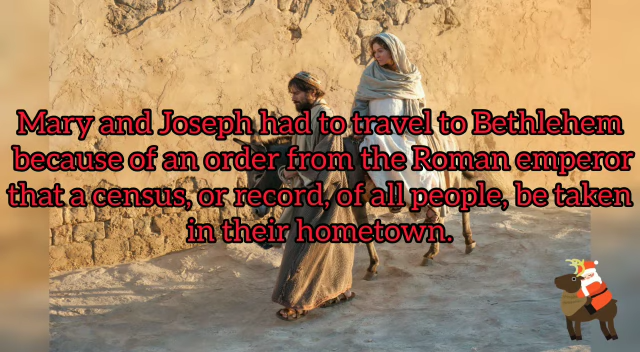 Mary and Joseph had to travel to Bethlehem
because of an order from the Roman emperor
that a census, or record, of all people, be taken
in their hometown.